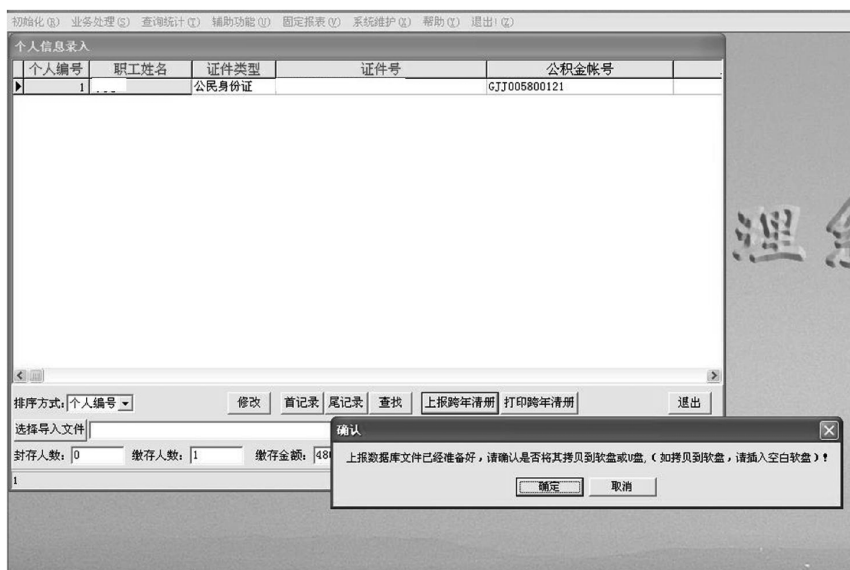 初始化(B) 业务处理(S) 查询统计(T) 辅助功能(U) 固定报表(V) 系统维护(X) 帮助(Y) 退出!(Z)
个人信息录入
个人编号 职工姓名 证件类型 证件号 公积金帐号
1 公民身份证 GJJ005800121
理
排序方式: 个人编号 修改 首记录 尾记录 查找 上报跨年清册 打印跨年清册 退出
选择导入文件
封存人数: 0 缴存人数: 1 缴存金额: 480
1
确认
上报数据库文件已经准备好，请确认是否将其拷贝到软盘或U盘,（如拷贝到软盘，请插入空白软盘）!
确定 取消